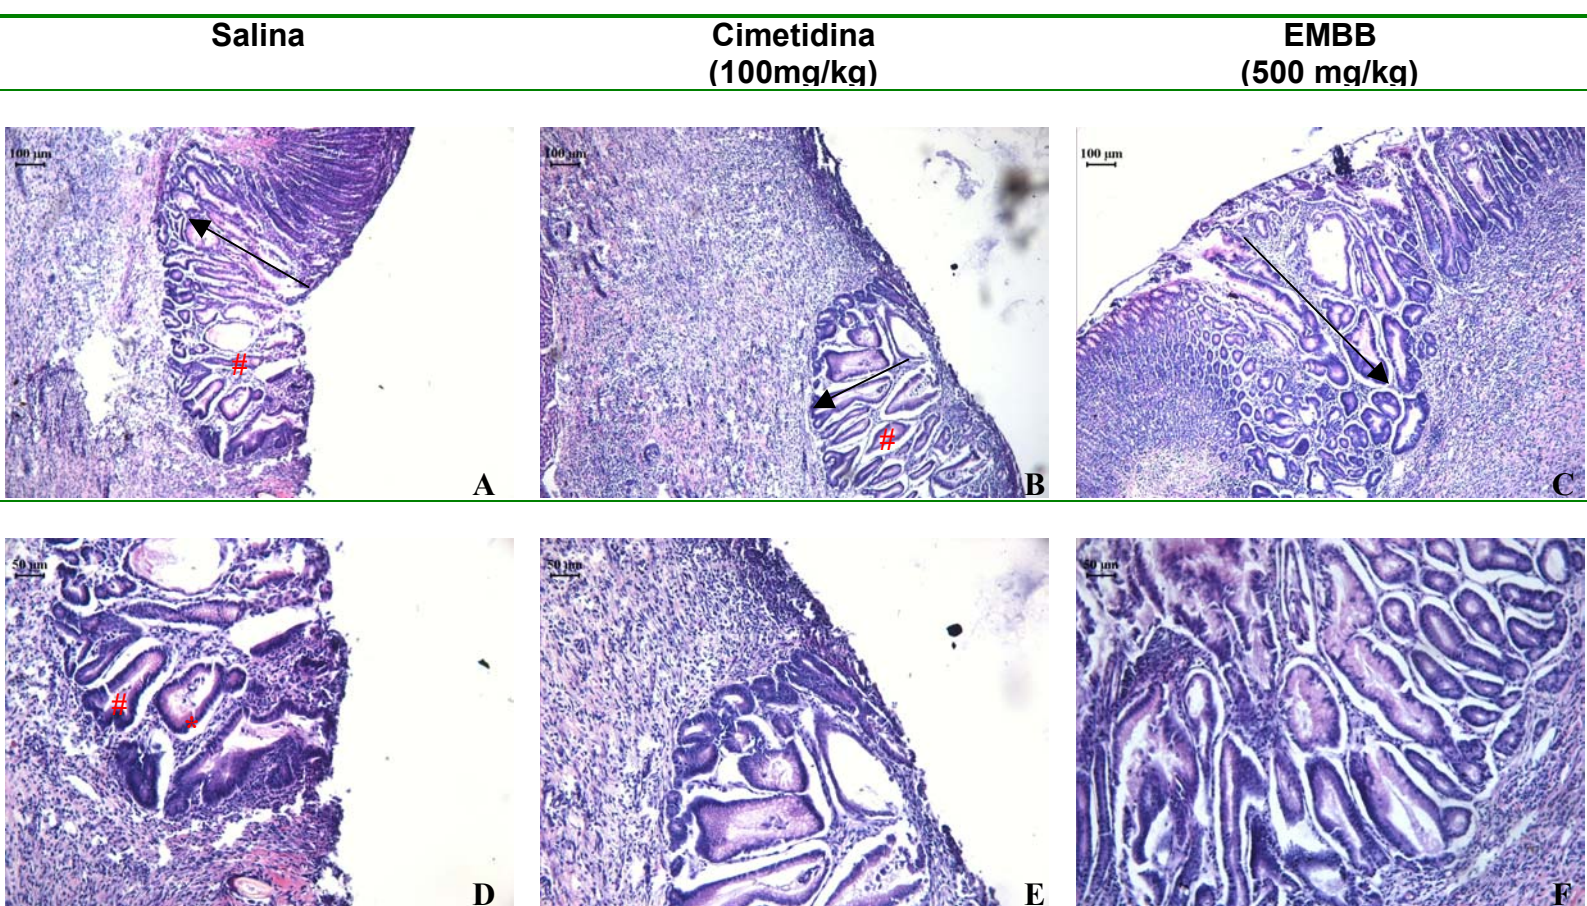 Salina Cimetidina EMBB
(100mg/kg) (500 mg/kg)
100 µm 100 µm 100 µm
#
#
A B C
50 µm 50 µm 50 µm
#
*
D E F